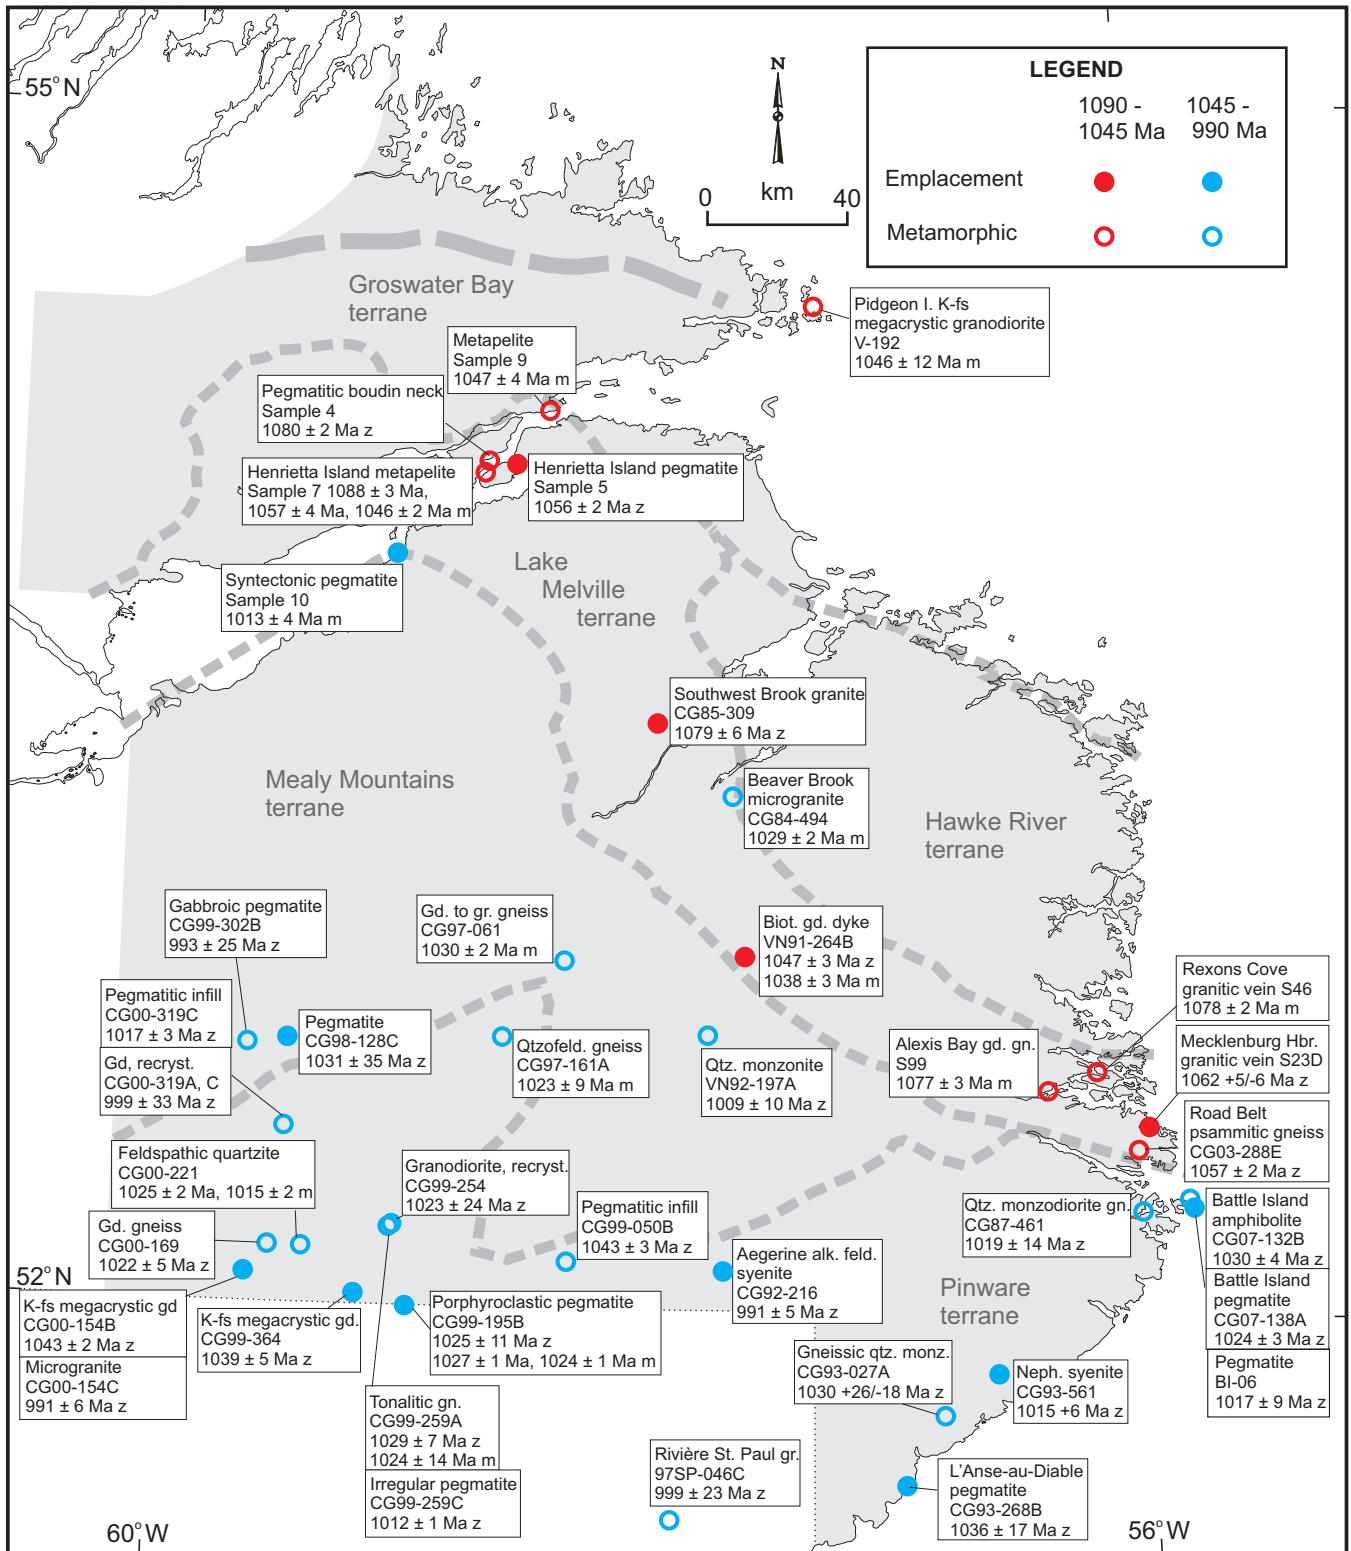 55° N
N
0 km 40
LEGEND
1090 - 1045 Ma
1045 - 990 Ma
Emplacement
Metamorphic
Groswater Bay
terrane
Pidgeon I. K-fs
megacrystic granodiorite
V-192
1046 ± 12 Ma m
Metapelite
Sample 9
1047 ± 4 Ma m
Pegmatitic boudin neck
Sample 4
1080 ± 2 Ma z
Henrietta Island metapelite
Sample 7 1088 ± 3 Ma,
1057 ± 4 Ma, 1046 ± 2 Ma m
Henrietta Island pegmatite
Sample 5
1056 ± 2 Ma z
Syntectonic pegmatite
Sample 10
1013 ± 4 Ma m
Lake
Melville
terrane
Southwest Brook granite
CG85-309
1079 ± 6 Ma z
Mealy Mountains
terrane
Beaver Brook
microgranite
CG84-494
1029 ± 2 Ma m
Hawke River
terrane
Gabbroic pegmatite
CG99-302B
993 ± 25 Ma z
Gd. to gr. gneiss
CG97-061
1030 ± 2 Ma m
Biot. gd. dyke
VN91-264B
1047 ± 3 Ma z
1038 ± 3 Ma m
Rexons Cove
granitic vein S46
1078 ± 2 Ma m
Pegmatitic infill
CG00-319C
1017 ± 3 Ma z
Pegmatite
CG98-128C
1031 ± 35 Ma z
Qtzofeld. gneiss
CG97-161A
1023 ± 9 Ma m
Qtz. monzonite
VN92-197A
1009 ± 10 Ma z
Alexis Bay gd. gn.
S99
1077 ± 3 Ma m
Mecklenburg Hbr.
granitic vein S23D
1062 +5/-6 Ma z
Gd, recryst.
CG00-319A, C
999 ± 33 Ma z
Road Belt
psammitic gneiss
CG03-288E
1057 ± 2 Ma z
Feldspathic quartzite
CG00-221
1025 ± 2 Ma, 1015 ± 2 m
Granodiorite, recryst.
CG99-254
1023 ± 24 Ma z
Pegmatitic infill
CG99-050B
1043 ± 3 Ma z
Qtz. monzodiorite gn.
CG87-461
1019 ± 14 Ma z
Battle Island
amphibolite
CG07-132B
1030 ± 4 Ma z
Gd. gneiss
CG00-169
1022 ± 5 Ma z
Aegerine alk. feld.
syenite
CG92-216
991 ± 5 Ma z
52° N
Pinware
terrane
Battle Island
pegmatite
CG07-138A
1024 ± 3 Ma z
K-fs megacrystic gd
CG00-154B
1043 ± 2 Ma z
K-fs megacrystic gd.
CG99-364
1039 ± 5 Ma z
Porphyroclastic pegmatite
CG99-195B
1025 ± 11 Ma z
1027 ± 1 Ma, 1024 ± 1 Ma m
Microgranite
CG00-154C
991 ± 6 Ma z
Gneissic qtz. monz.
CG93-027A
1030 +26/-18 Ma z
Neph. syenite
CG93-561
1015 +6 Ma z
Pegmatite
BI-06
1017 ± 9 Ma z
Tonalitic gn.
CG99-259A
1029 ± 7 Ma z
1024 ± 14 Ma m
Irregular pegmatite
CG99-259C
1012 ± 1 Ma z
Rivière St. Paul gr.
97SP-046C
999 ± 23 Ma z
L'Anse-au-Diable
pegmatite
CG93-268B
1036 ± 17 Ma z
60° W
56° W